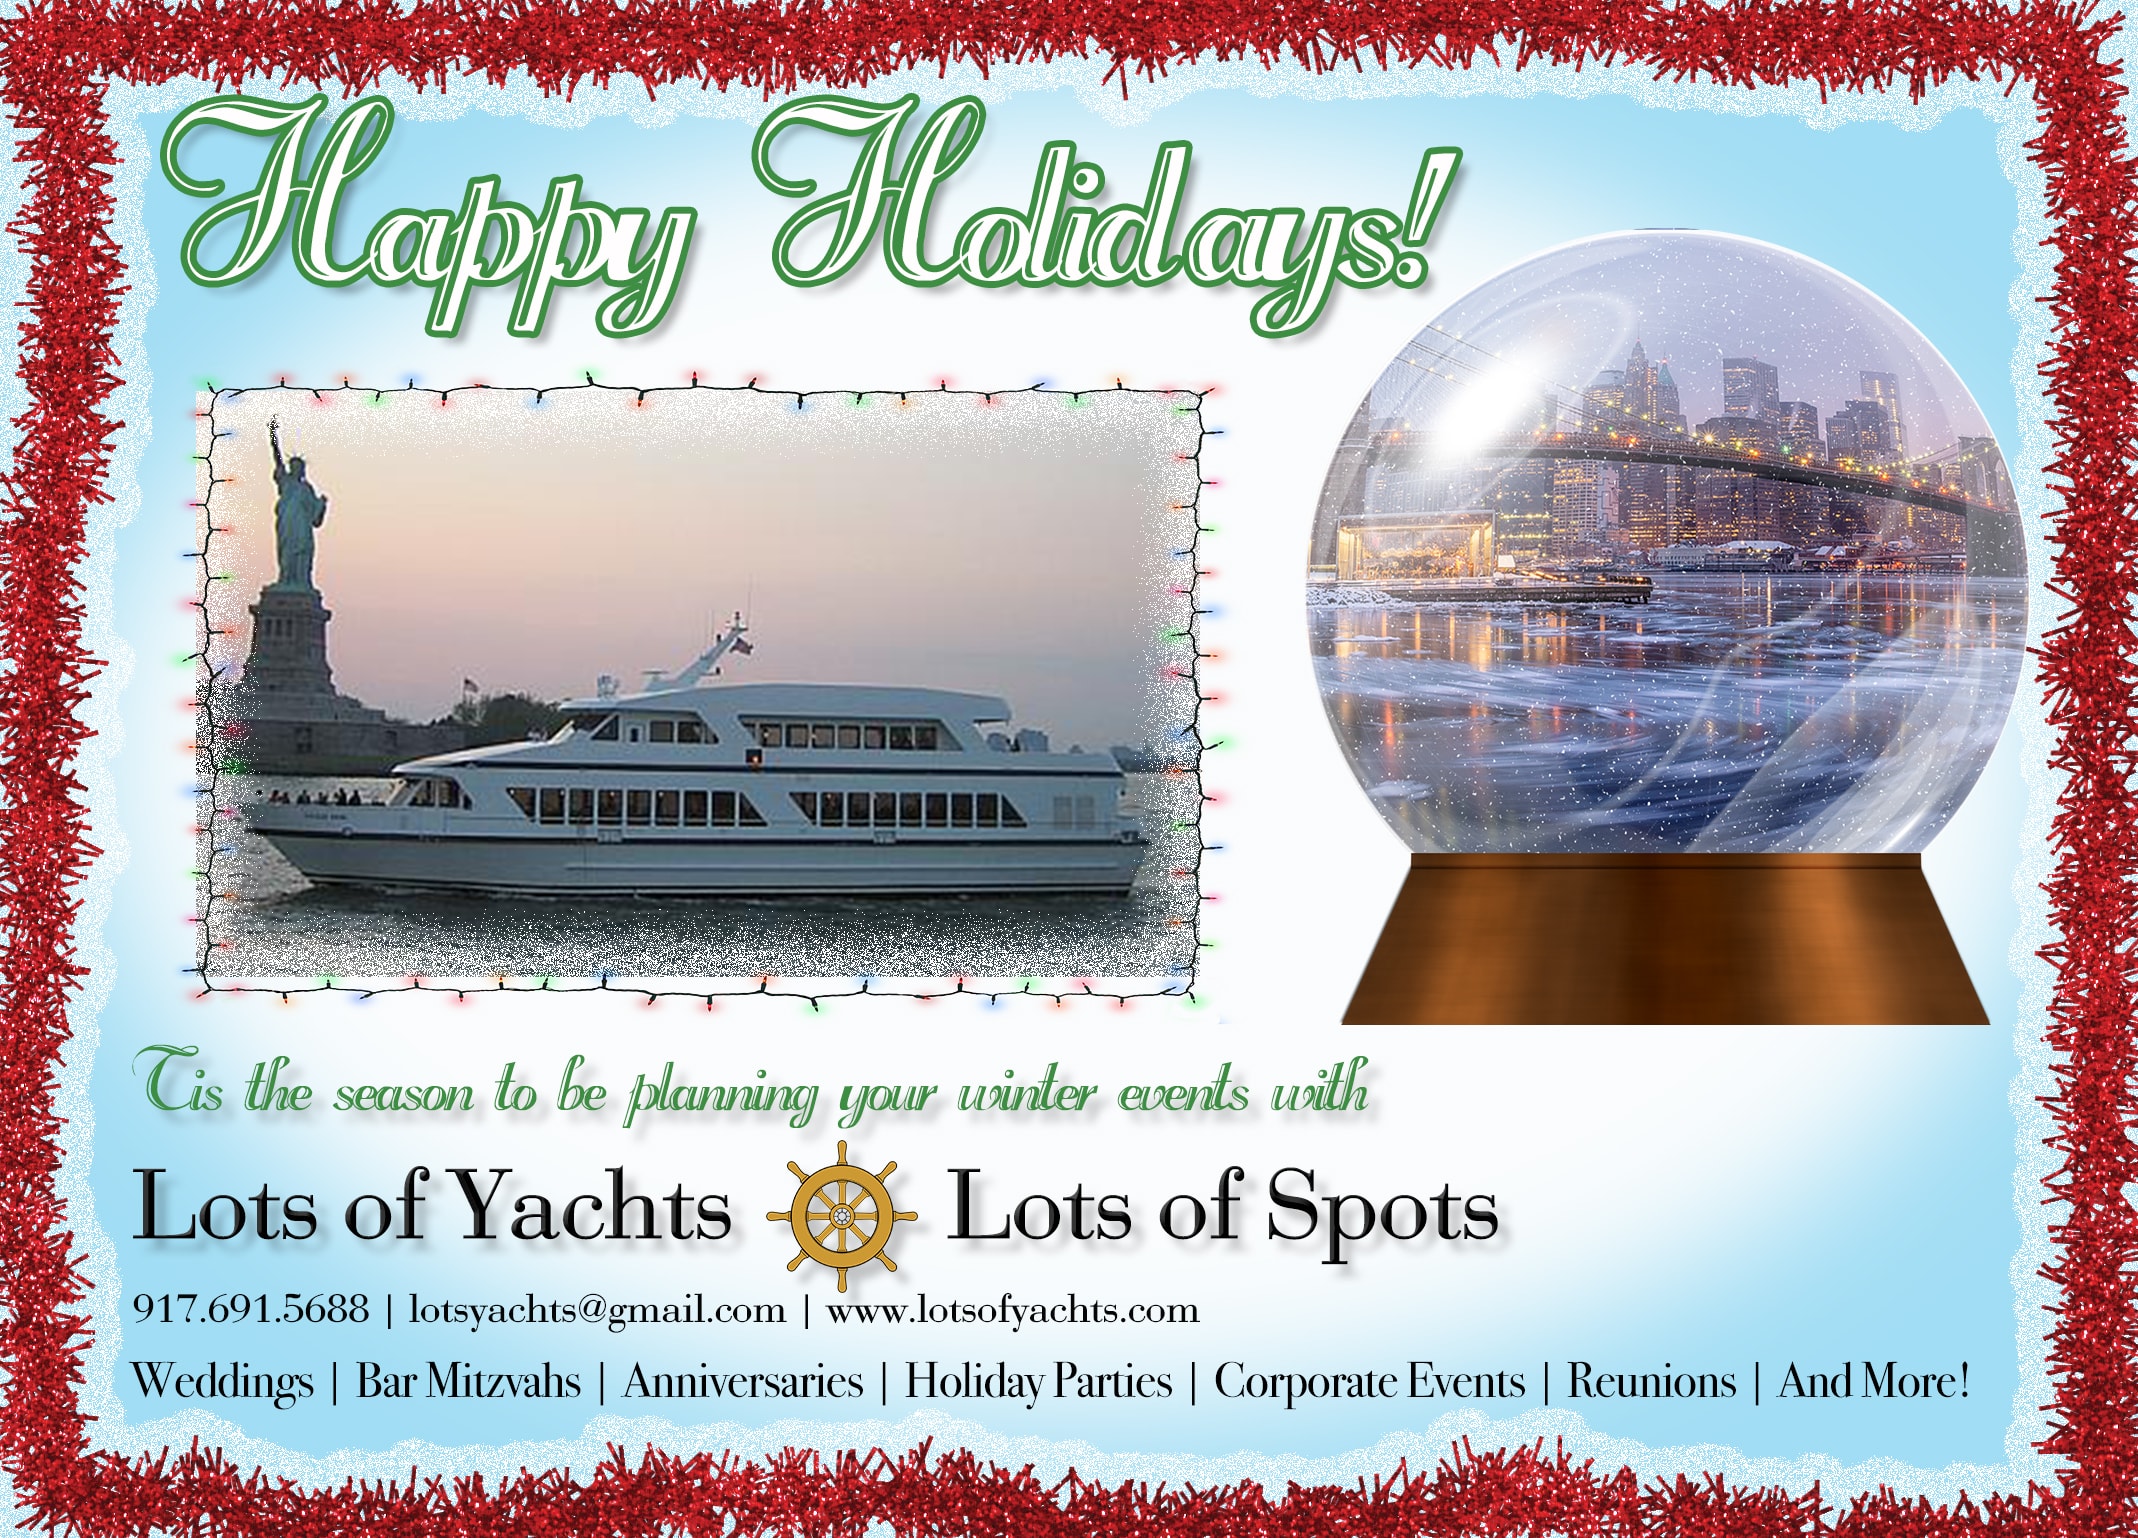 Happy Holidays!
Tis the season to be planning your winter events with
Lots of Yachts Lots of Spots
917.691.5688 | lotsyachts@gmail.com | www.lotsofyachts.com
Weddings | Bar Mitzvahs | Anniversaries | Holiday Parties | Corporate Events | Reunions | And More!